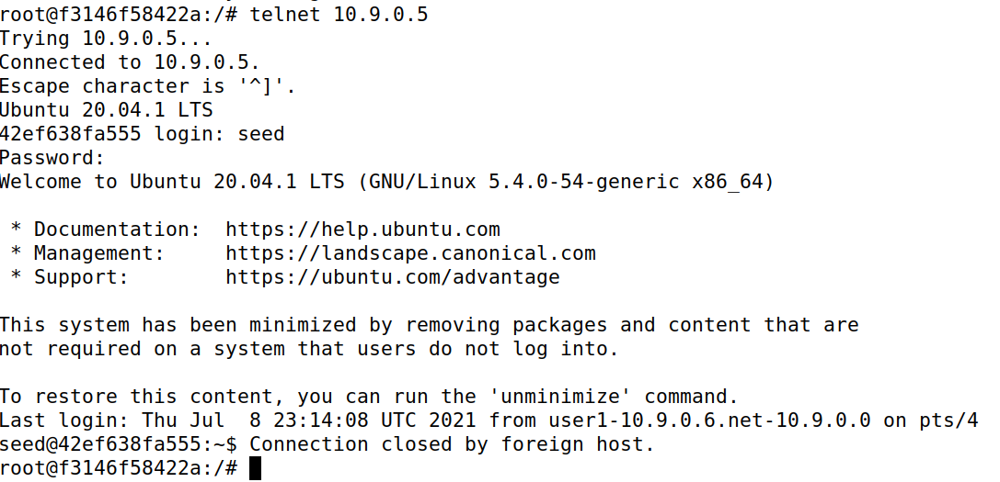 root@f3146f58422a:/# telnet 10.9.0.5
Trying 10.9.0.5...
Connected to 10.9.0.5.
Escape character is '^]'.
Ubuntu 20.04.1 LTS
42ef638fa555 login: seed
Password:
Welcome to Ubuntu 20.04.1 LTS (GNU/Linux 5.4.0-54-generic x86_64)

 * Documentation:  https://help.ubuntu.com
 * Management:     https://landscape.canonical.com
 * Support:        https://ubuntu.com/advantage

This system has been minimized by removing packages and content that are
not required on a system that users do not log into.

To restore this content, you can run the 'unminimize' command.
Last login: Thu Jul  8 23:14:08 UTC 2021 from user1-10.9.0.6.net-10.9.0.0 on pts/4
seed@42ef638fa555:~$ Connection closed by foreign host.
root@f3146f58422a:/#